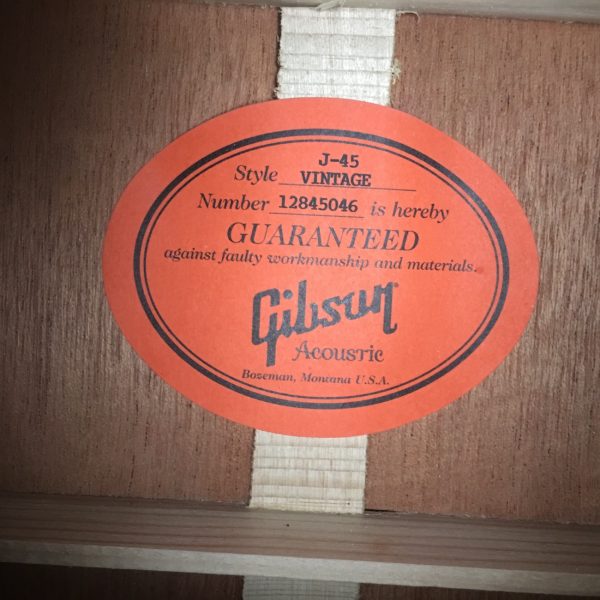 J-45
Style VINTAGE
Number 12845046 is hereby
GUARANTEED
against faulty workmanship and materials.
Gibson
Acoustic
Bozeman, Montana U.S.A.